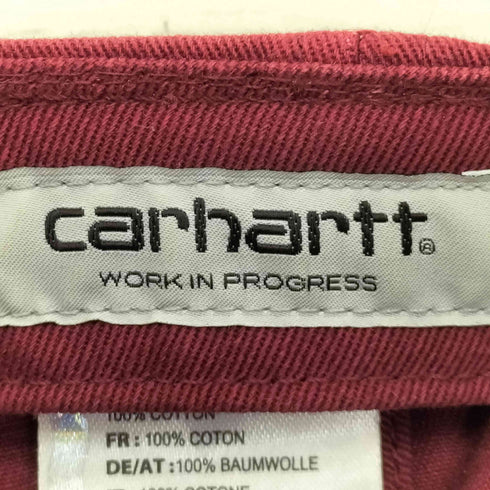 carhartt®
WORK IN PROGRESS
100% COTTON
FR : 100% COTON
DE/AT :100% BAUMWOLLE